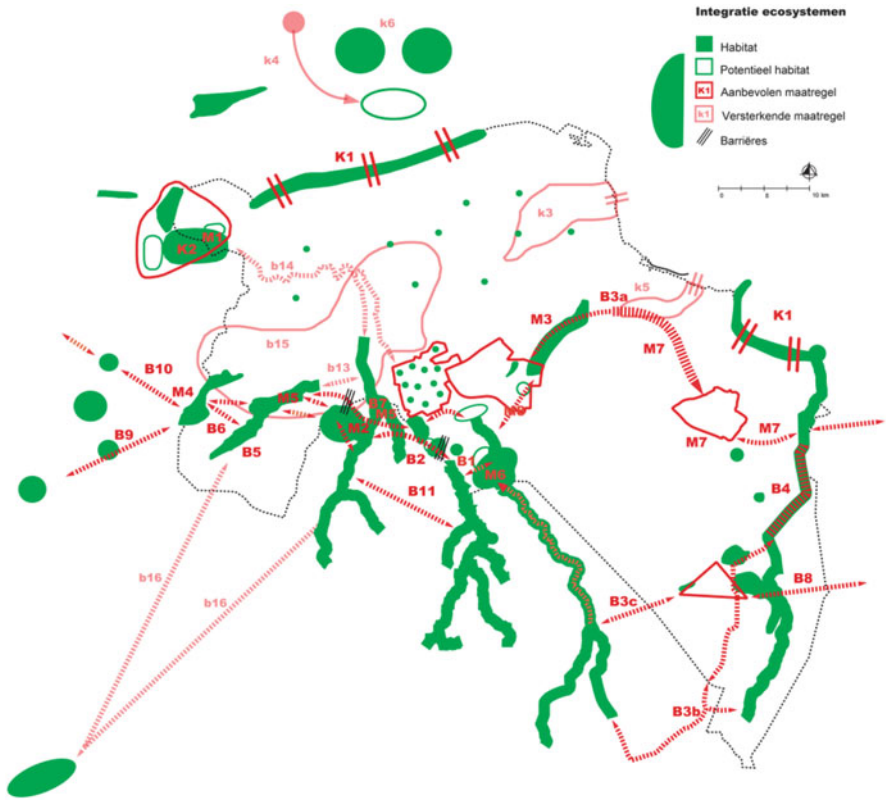 k6
k4
Integratie ecosystemen
Habitat
Potentieel habitat
K1 Aanbevolen maatregel
k1 Versterkende maatregel
Barrières
0 5 10 km
K1
k3
M1
K2
b14
k5
B3a
M3
K1
b15
M7
b13
B10
M4
M5
B7
B6
M2
M7
M7
B9
B5
B2
B1
M6
B11
B4
b16
B8
b16
B3c
B3b